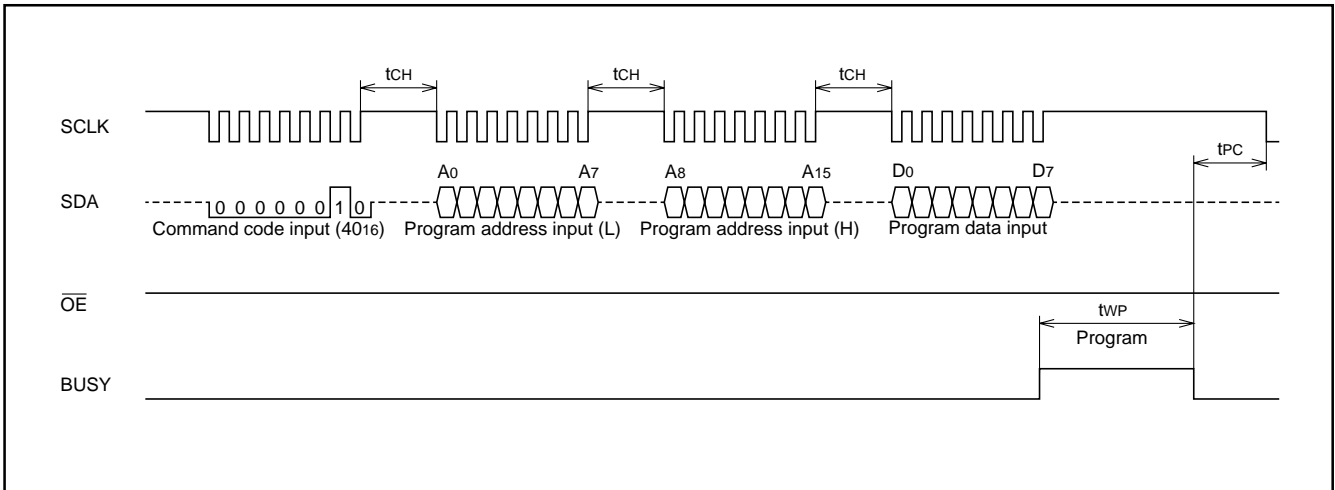 tCH tCH tCH
SCLK
tPC
A0 A7 A8 A15 D0 D7
SDA
0 0 0 0 0 0 1 0
Command code input (4016) Program address input (L) Program address input (H) Program data input
OE
tWP
Program
BUSY